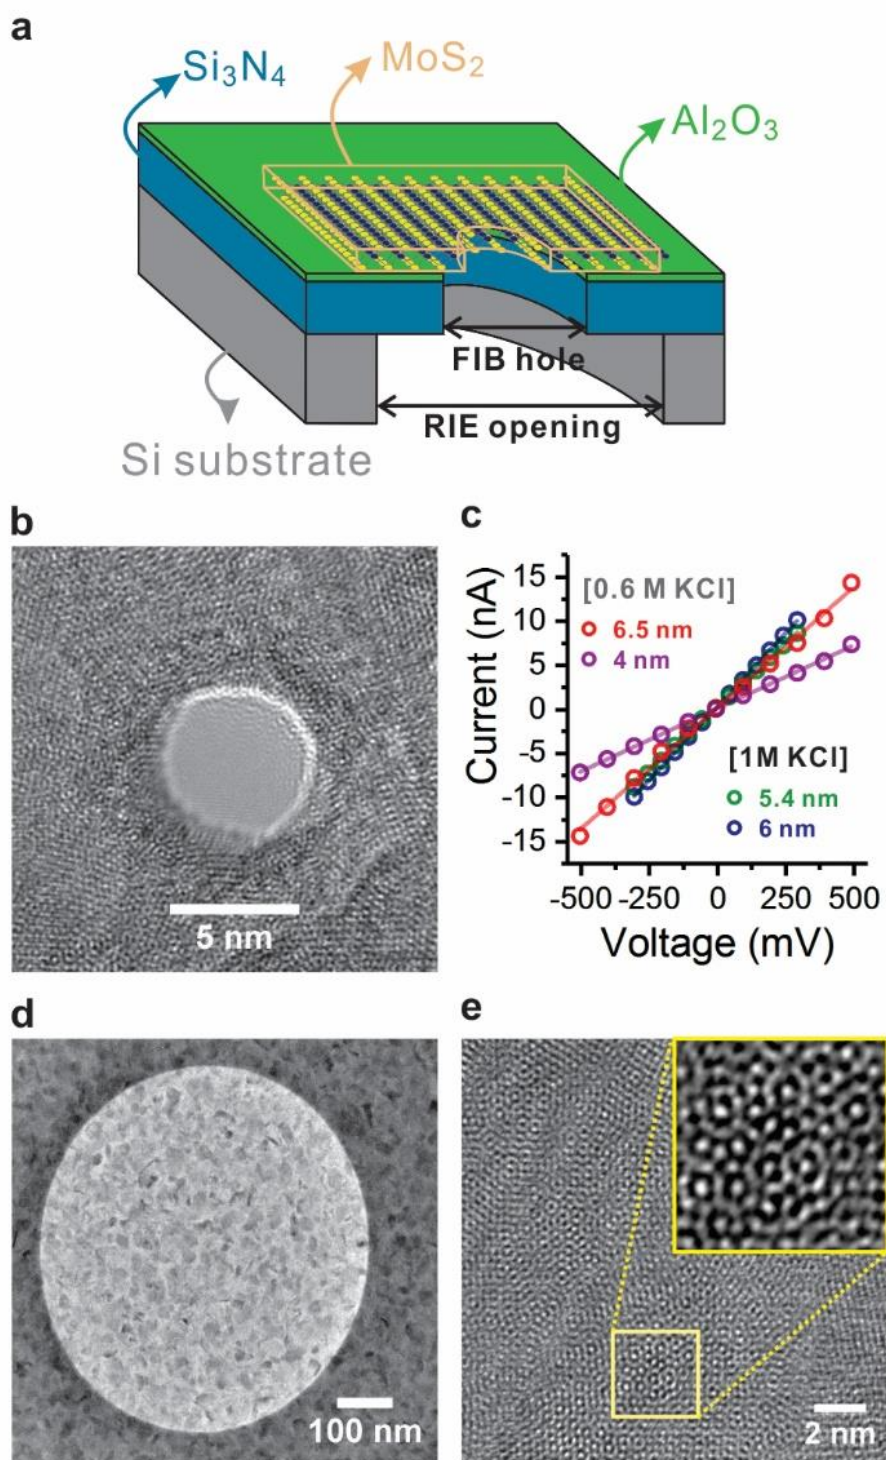 a
Si₃N₄
MoS₂
Al₂O₃
FIB hole
RIE opening
Si substrate
b
5 nm
c
Current (nA)
15
10
5
0
-5
-10
-15
[0.6 M KCl]
6.5 nm
4 nm
[1M KCl]
5.4 nm
6 nm
-500 -250 0 250 500
Voltage (mV)
d
100 nm
e
2 nm